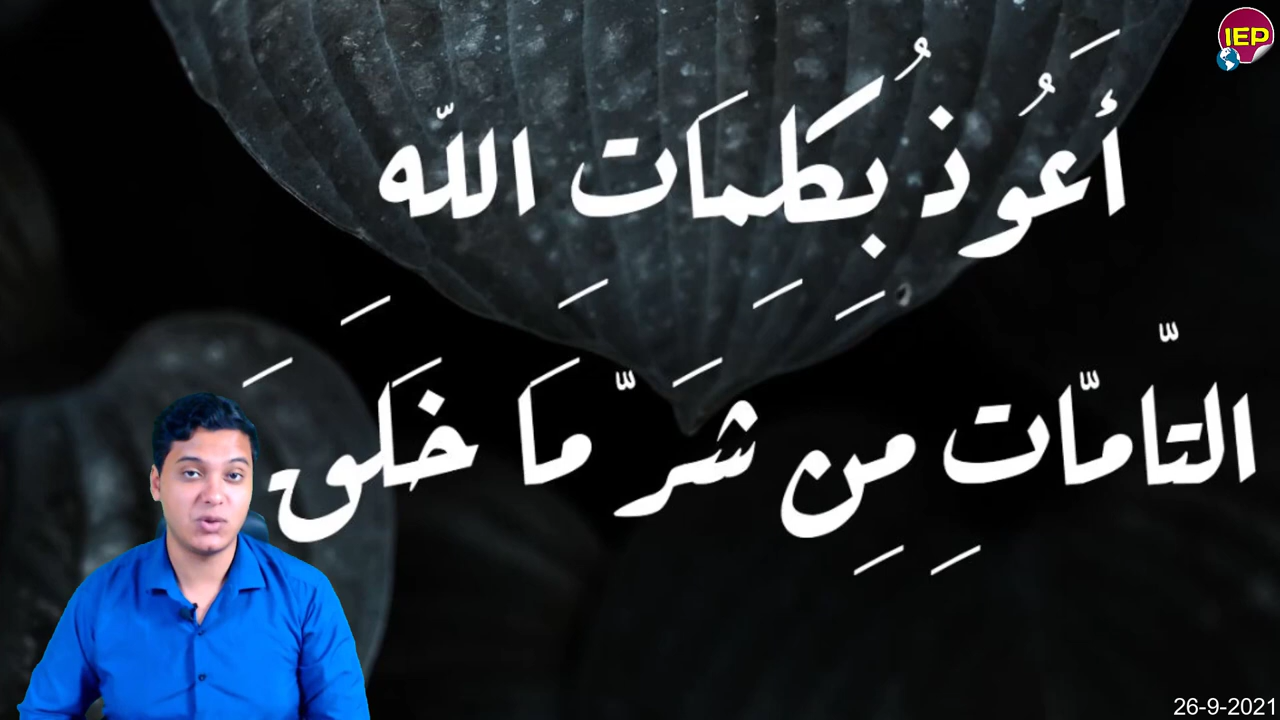 IEP
أَعُوذُ بِكَلِمَاتِ اللّه
التّامّاتِ مِن شَرّ مَا خَلَقَ
26-9-2021